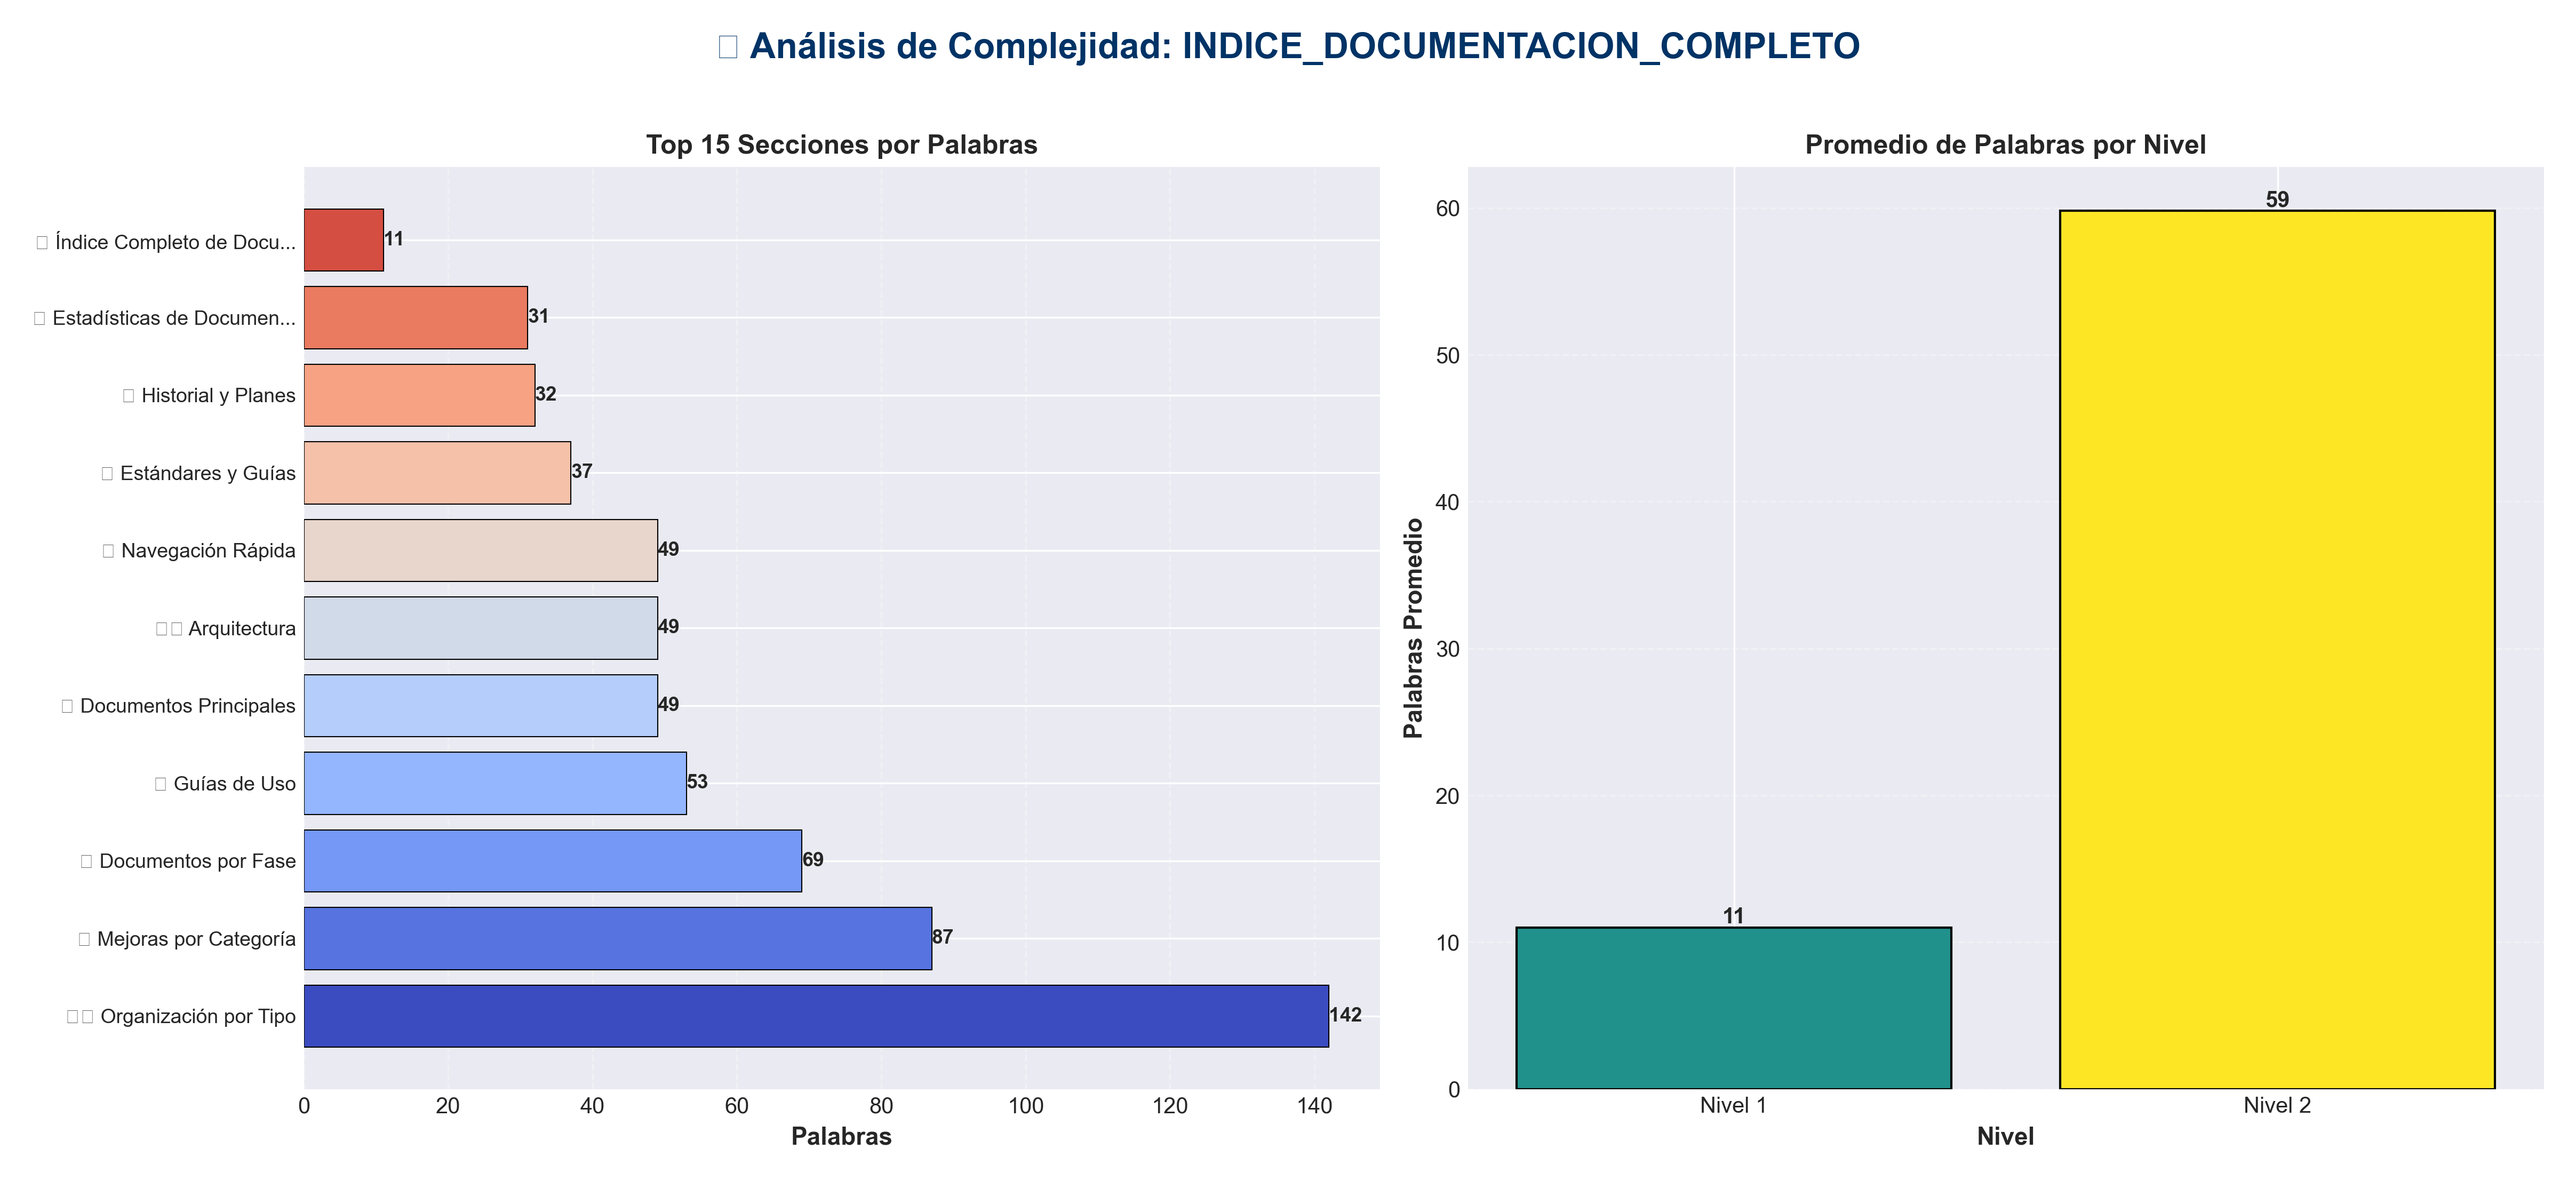 Análisis de Complejidad: INDICE_DOCUMENTACION_COMPLETO
Top 15 Secciones por Palabras
Índice Completo de Docu...
11
Estadísticas de Documen...
31
Historial y Planes
32
Estándares y Guías
37
Navegación Rápida
49
Arquitectura
49
Documentos Principales
49
Guías de Uso
53
Documentos por Fase
69
Mejoras por Categoría
87
Organización por Tipo
142
0 20 40 60 80 100 120 140
Palabras
Promedio de Palabras por Nivel
Palabras Promedio
60
50
40
30
20
10
0
11
59
Nivel 1 Nivel 2
Nivel